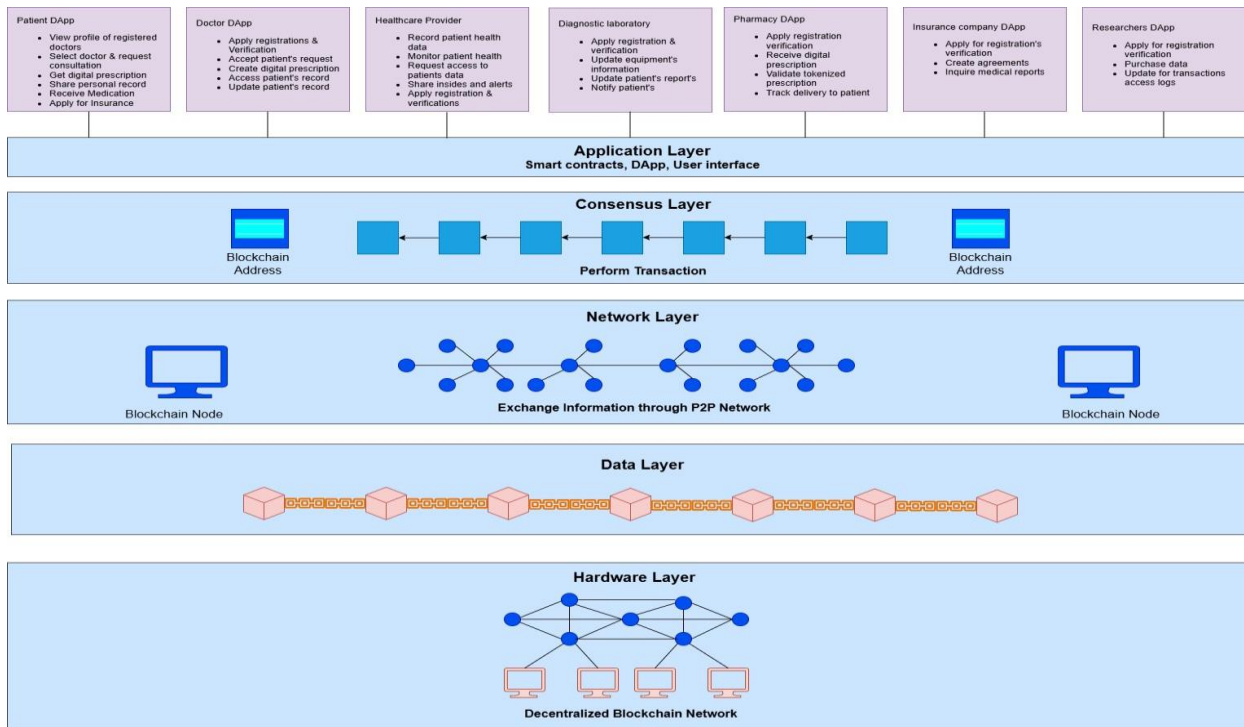 Patient DApp
View profile of registered
doctors
Select doctor & request
consultation
Get digital prescription
Share personal record
Receive Medication
Apply for Insurance
Doctor DApp
Apply registrations &
Verification
Accept patient's request
Create digital prescription
Access patient's record
Update patient's record
Healthcare Provider
Record patient health
data
Monitor patient health
Request access to
patients data
Share insides and alerts
Apply registration &
verifications
Diagnostic laboratory
Apply registration &
verification
Update equipment's
information
Update patient's report's
Notify patient's
Pharmacy DApp
Apply registration
verification
Receive digital
prescription
Validate tokenized
prescription
Track delivery to patient
Insurance company DApp
Apply for registration's
verification
Create agreements
Inquire medical reports
Researchers DApp
Apply for registration
verification
Purchase data
Update for transactions
access logs
Application Layer
Smart contracts, DApp, User interface
Consensus Layer
Blockchain
Address
Perform Transaction
Blockchain
Address
Network Layer
Blockchain Node
Exchange Information through P2P Network
Blockchain Node
Data Layer
Hardware Layer
Decentralized Blockchain Network